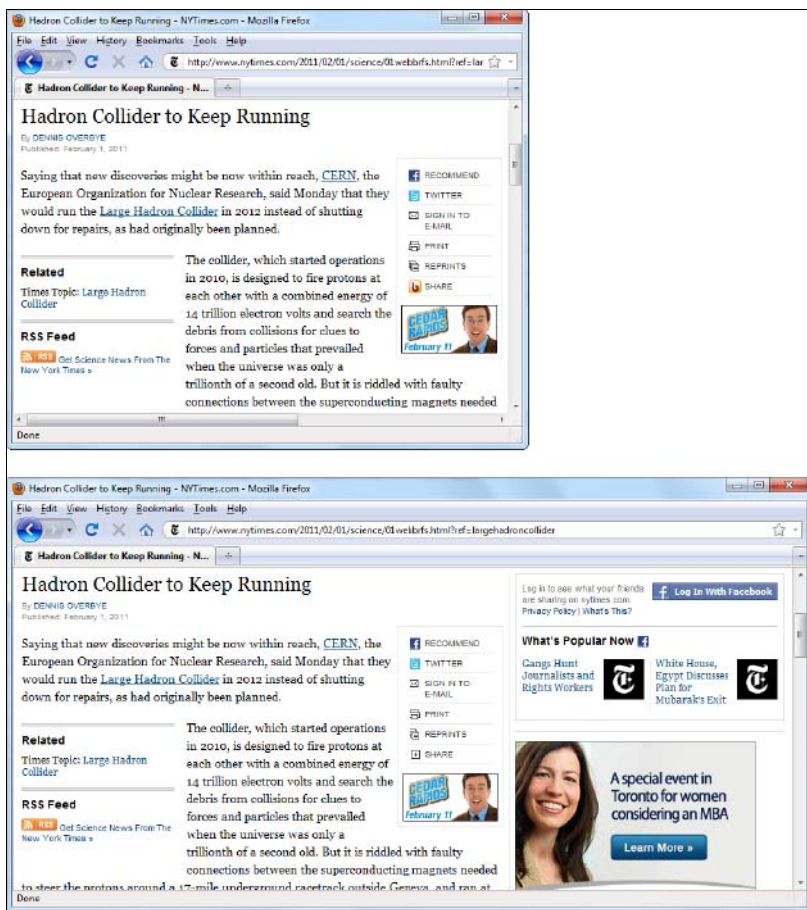 Hadron Collider to Keep Running - NYTimes.com - Mozilla Firefox
File Edit View History Bookmarks Tools Help
http://www.nytimes.com/2011/02/01/science/01webbrfs.html?ref=lar
Hadron Collider to Keep Running - N...
Hadron Collider to Keep Running
By DENNIS OVERBYE
Published: February 1, 2011
Saying that new discoveries might be now within reach, CERN, the
European Organization for Nuclear Research, said Monday that they
would run the Large Hadron Collider in 2012 instead of shutting
down for repairs, as had originally been planned.
RECOMMEND
TWITTER
SIGN IN TO
E-MAIL
PRINT
REPRINTS
SHARE
CEDAR
RAPIDS
February 11
Related
Times Topic: Large Hadron
Collider
RSS Feed
RSS Get Science News From The
New York Times »
The collider, which started operations
in 2010, is designed to fire protons at
each other with a combined energy of
14 trillion electron volts and search the
debris from collisions for clues to
forces and particles that prevailed
when the universe was only a
trillionth of a second old. But it is riddled with faulty
connections between the superconducting magnets needed
Done
Hadron Collider to Keep Running - NYTimes.com - Mozilla Firefox
File Edit View History Bookmarks Tools Help
http://www.nytimes.com/2011/02/01/science/01webbrfs.html?ref=largehadroncollider
Hadron Collider to Keep Running - N...
Hadron Collider to Keep Running
By DENNIS OVERBYE
Published: February 1, 2011
Saying that new discoveries might be now within reach, CERN, the
European Organization for Nuclear Research, said Monday that they
would run the Large Hadron Collider in 2012 instead of shutting
down for repairs, as had originally been planned.
RECOMMEND
TWITTER
SIGN IN TO
E-MAIL
PRINT
REPRINTS
SHARE
CEDAR
RAPIDS
February 11
Related
Times Topic: Large Hadron
Collider
RSS Feed
RSS Get Science News From The
New York Times »
The collider, which started operations
in 2010, is designed to fire protons at
each other with a combined energy of
14 trillion electron volts and search the
debris from collisions for clues to
forces and particles that prevailed
when the universe was only a
trillionth of a second old. But it is riddled with faulty
connections between the superconducting magnets needed
to steer the protons around a 17-mile underground racetrack outside Geneva, and ran at
Log in to see what your friends
are sharing on nytimes.com.
Privacy Policy | What's This?
Log In With Facebook
What's Popular Now
Gangs Hunt
Journalists and
Rights Workers
White House,
Egypt Discusses
Plan for
Mubarak's Exit
A special event in
Toronto for women
considering an MBA
Learn More »
Done